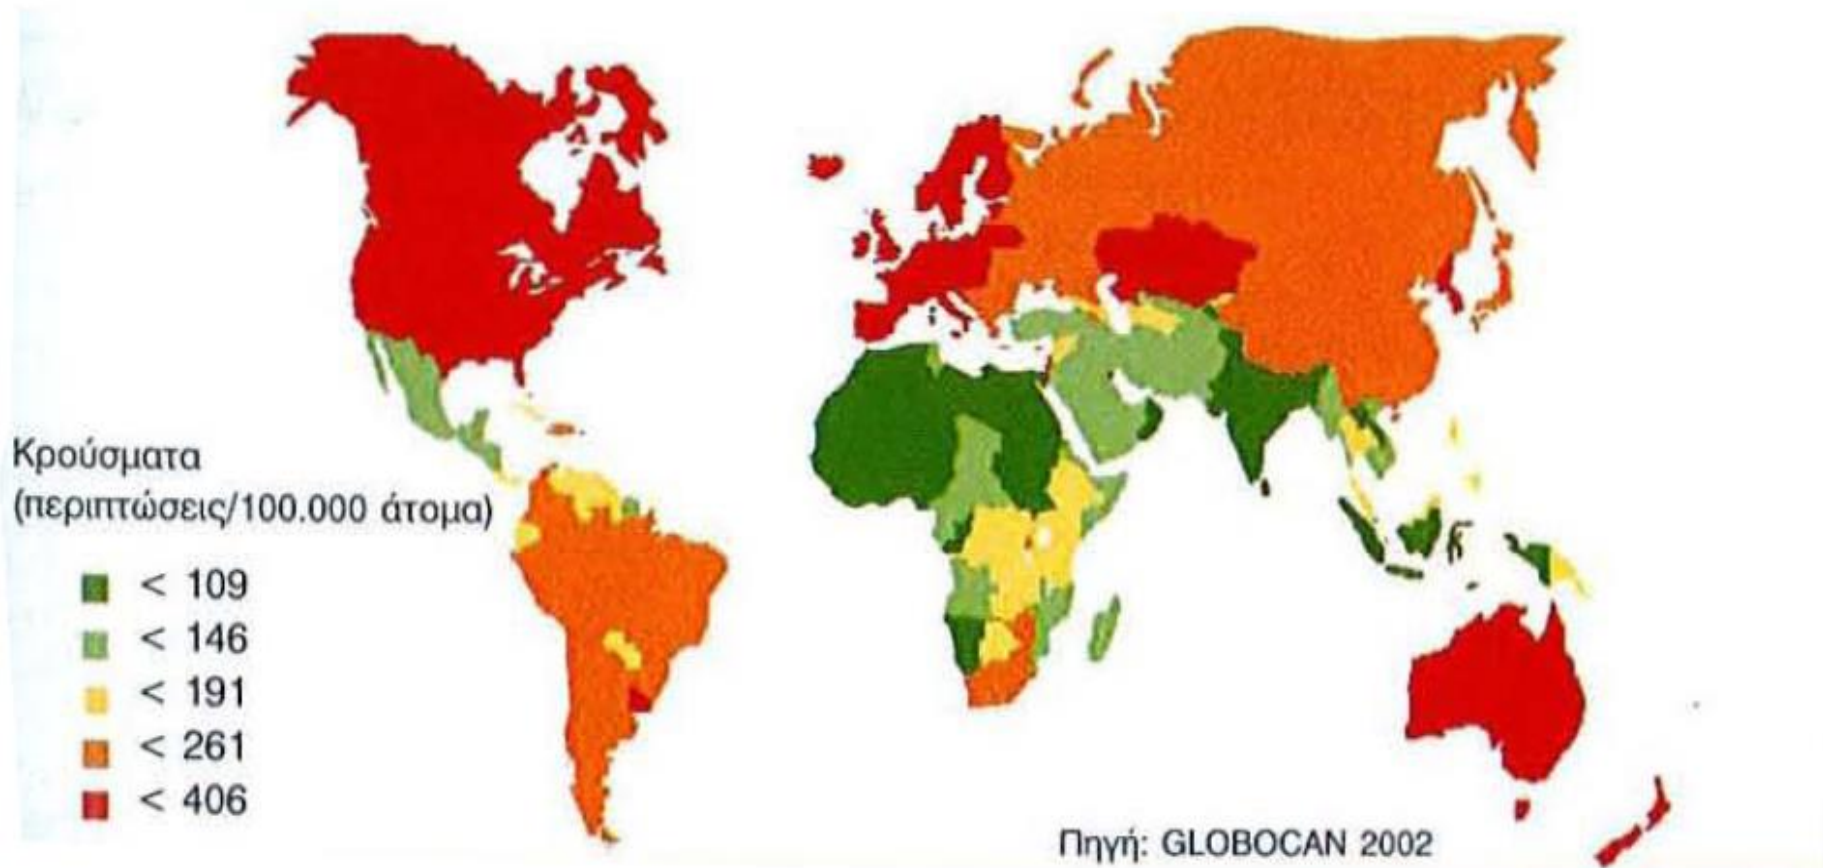 Κρούσματα
(περιπτώσεις/100.000 άτομα)
< 109
< 146
< 191
< 261
< 406
Πηγή: GLOBOCAN 2002